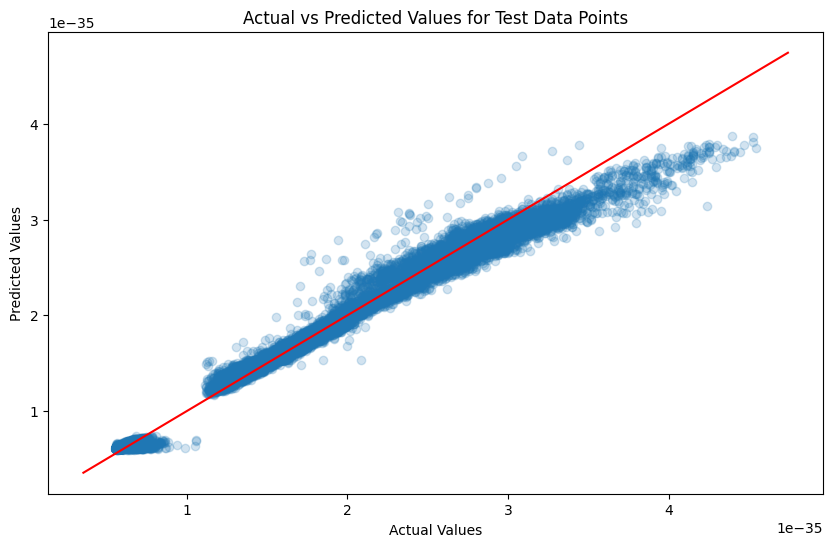 Actual vs Predicted Values for Test Data Points
1e−35
4
3
2
1
Predicted Values
1
2
3
4
Actual Values
1e−35